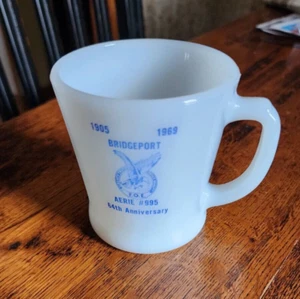 1905 1969
BRIDGEPORT
AERIE #995
64th Anniversary